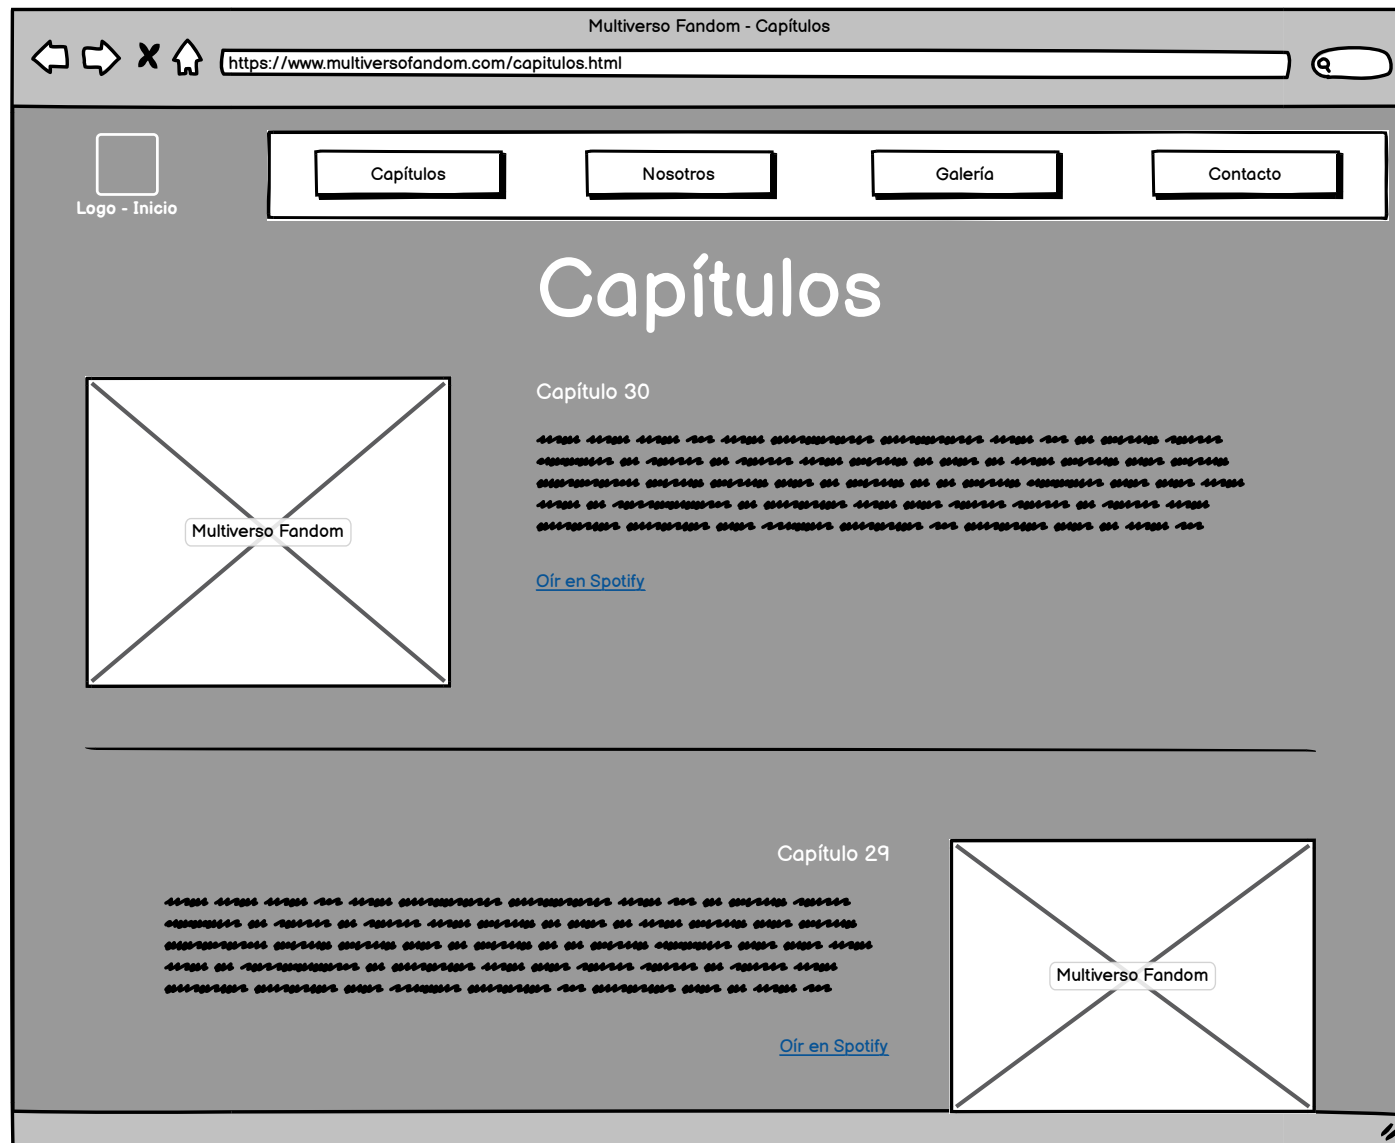 Multiverso Fandom - Capítulos
https://www.multiversofandom.com/capitulos.html
Logo - Inicio
Capítulos
Nosotros
Galería
Contacto
Capítulos
Multiverso Fandom
Capítulo 30
Oír en Spotify
Capítulo 29
Oír en Spotify
Multiverso Fandom